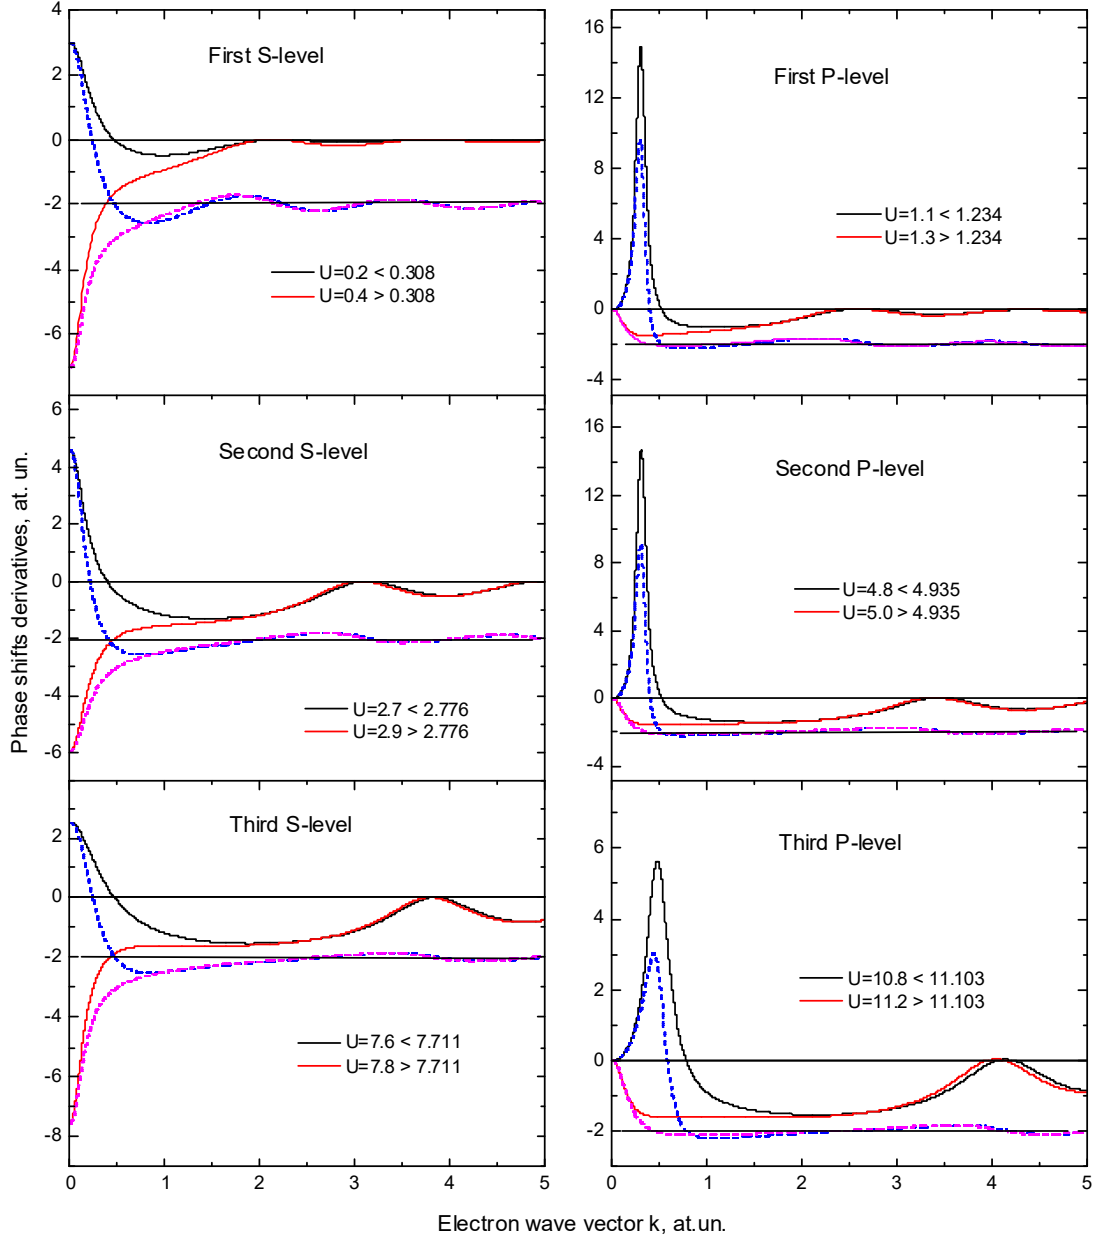 Phase shifts derivatives, at. un.
First S-level
4
2
0
-2
-4
-6
U=0.2 < 0.308
U=0.4 > 0.308
First P-level
16
12
8
4
0
-4
U=1.1 < 1.234
U=1.3 > 1.234
Second S-level
6
4
2
0
-2
-4
-6
U=2.7 < 2.776
U=2.9 > 2.776
Second P-level
16
12
8
4
0
-4
U=4.8 < 4.935
U=5.0 > 4.935
Third S-level
2
0
-2
-4
-6
-8
U=7.6 < 7.711
U=7.8 > 7.711
0 1 2 3 4 5
Third P-level
6
4
2
0
-2
U=10.8 < 11.103
U=11.2 > 11.103
0 1 2 3 4 5
Electron wave vector k, at.un.